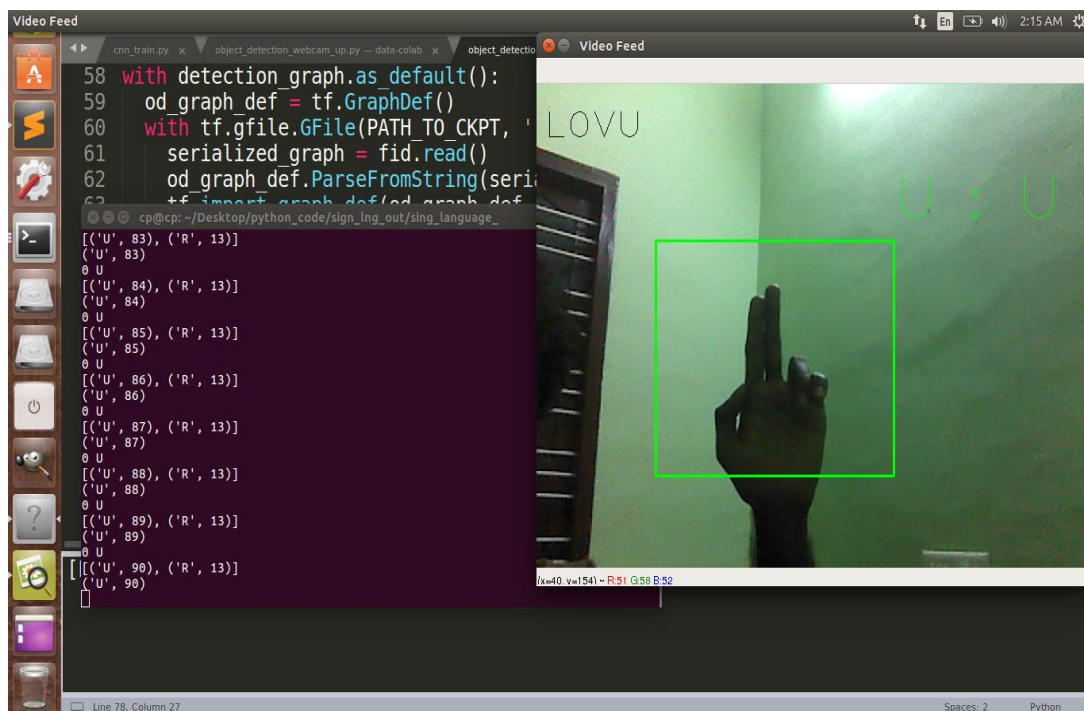 Video Feed
En
2:15 AM
cnn_train.py x
object_detection_webcam_up.py — data-colab x
object_detectio
58 with detection_graph.as_default():
59 od_graph_def = tf.GraphDef()
60 with tf.gfile.GFile(PATH_TO_CKPT, '
61 serialized_graph = fid.read()
62 od_graph_def.ParseFromString(seria
63 tf.import_graph_def(od_graph_def
cp@cp: ~/Desktop/python_code/sign_lng_out/sing_language_
[('U', 83), ('R', 13)]
('U', 83)
0 U
[('U', 84), ('R', 13)]
('U', 84)
0 U
[('U', 85), ('R', 13)]
('U', 85)
0 U
[('U', 86), ('R', 13)]
('U', 86)
0 U
[('U', 87), ('R', 13)]
('U', 87)
0 U
[('U', 88), ('R', 13)]
('U', 88)
0 U
[('U', 89), ('R', 13)]
('U', 89)
0 U
[('U', 90), ('R', 13)]
('U', 90)
[
Video Feed
LOVU
U : U
(x=40, y=154) ~ R:51 G:58 B:52
Line 78, Column 27
Spaces: 2
Python